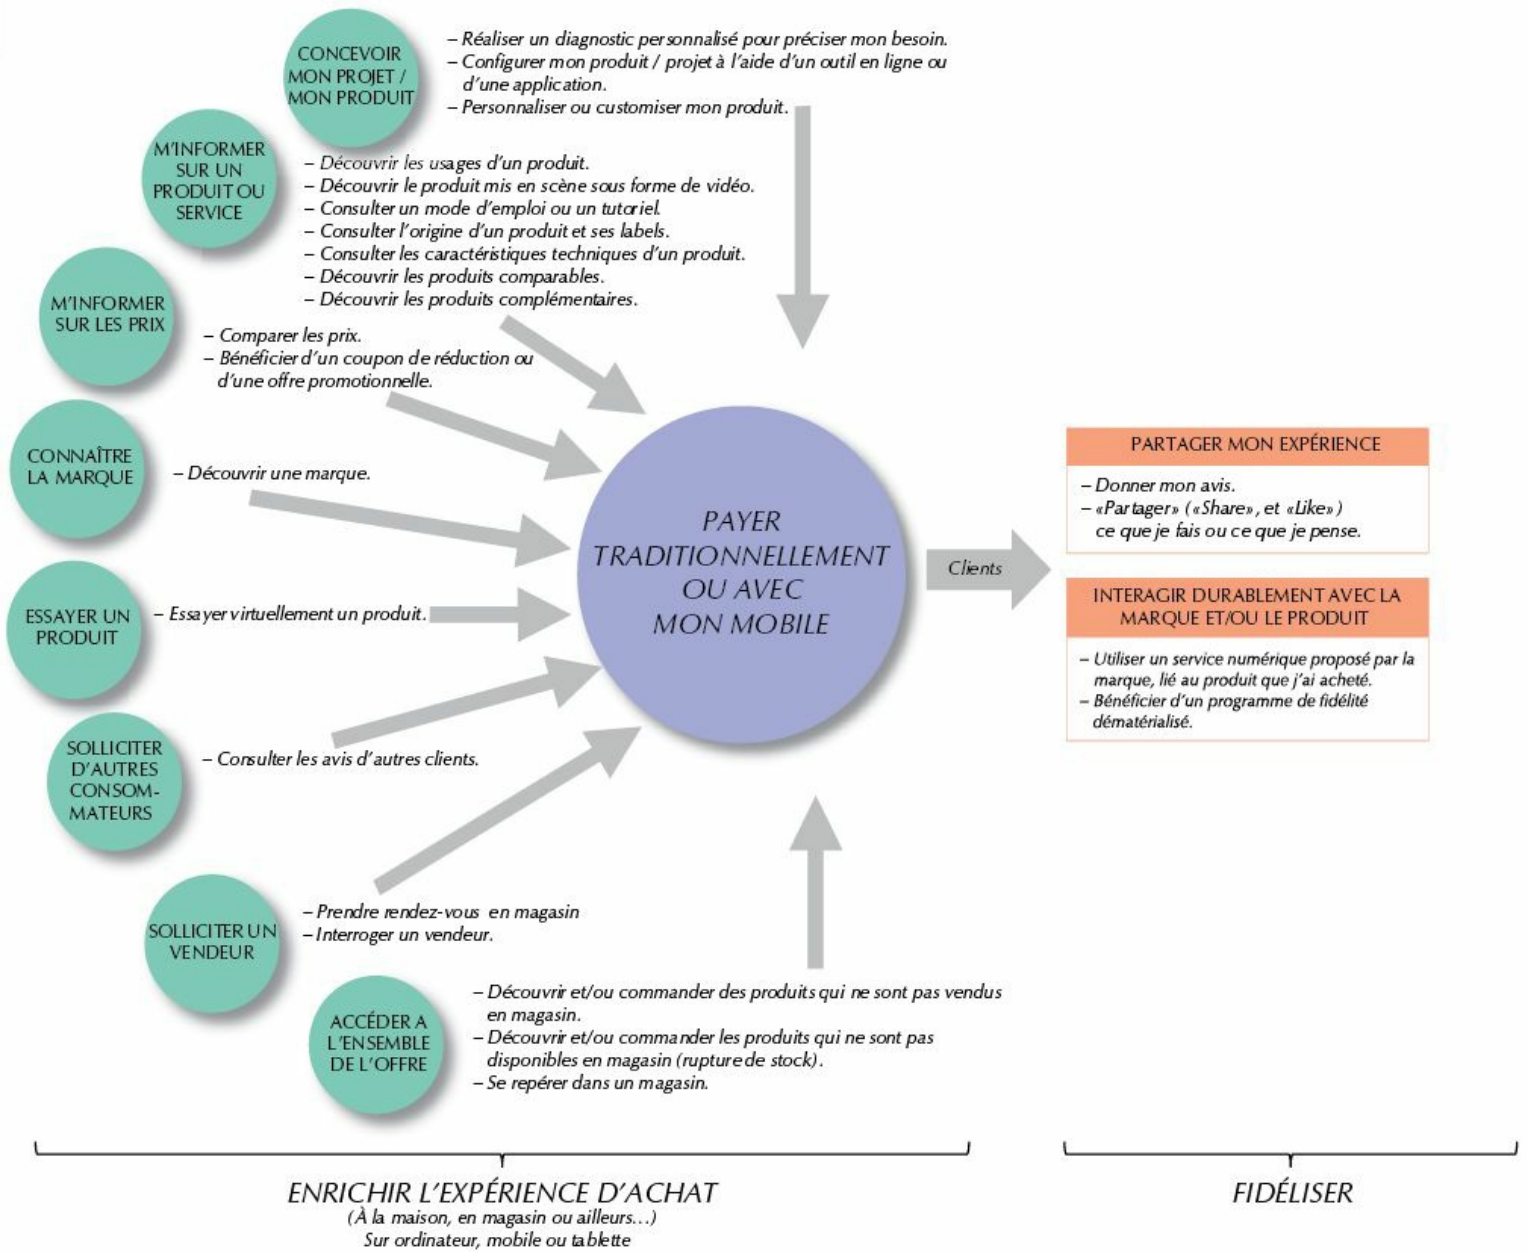 CONCEVOIR
MON PROJET /
MON PRODUIT
– Réaliser un diagnostic personnalisé pour préciser mon besoin.
– Configurer mon produit / projet à l'aide d'un outil en ligne ou
d'une application.
– Personnaliser ou customiser mon produit.
M'INFORMER
SUR UN
PRODUIT OU
SERVICE
– Découvrir les usages d'un produit.
– Découvrir le produit mis en scène sous forme de vidéo.
– Consulter un mode d'emploi ou un tutoriel.
– Consulter l'origine d'un produit et ses labels.
– Consulter les caractéristiques techniques d'un produit.
– Découvrir les produits comparables.
– Découvrir les produits complémentaires.
M'INFORMER
SUR LES PRIX
– Comparer les prix.
– Bénéficier d'un coupon de réduction ou
d'une offre promotionnelle.
CONNAÎTRE
LA MARQUE
– Découvrir une marque.
ESSAYER UN
PRODUIT
– Essayer virtuellement un produit.
SOLLICITER
D'AUTRES
CONSOM-
MATEURS
– Consulter les avis d'autres clients.
SOLLICITER UN
VENDEUR
– Prendre rendez-vous en magasin
– Interroger un vendeur.
ACCÉDER A
L'ENSEMBLE
DE L'OFFRE
– Découvrir et/ou commander des produits qui ne sont pas vendus
en magasin.
– Découvrir et/ou commander les produits qui ne sont pas
disponibles en magasin (rupture de stock).
– Se repérer dans un magasin.
PAYER
TRADITIONNELLEMENT
OU AVEC
MON MOBILE
Clients
PARTAGER MON EXPÉRIENCE
– Donner mon avis.
– «Partager» («Share», et «Like»)
ce que je fais ou ce que je pense.
INTERAGIR DURABLEMENT AVEC LA
MARQUE ET/OU LE PRODUIT
– Utiliser un service numérique proposé par la
marque, lié au produit que j'ai acheté.
– Bénéficier d'un programme de fidélité
dématérialisé.
ENRICHIR L'EXPÉRIENCE D'ACHAT
(À la maison, en magasin ou ailleurs...)
Sur ordinateur, mobile ou tablette
FIDÉLISER